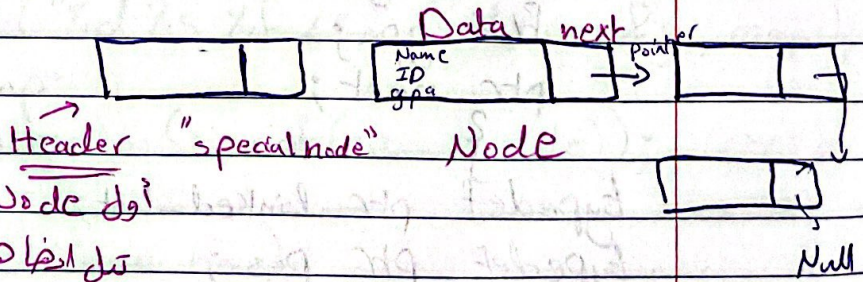 Data next
pointer
Name
ID
gpa
Header "special node" Node
أول Node
Null